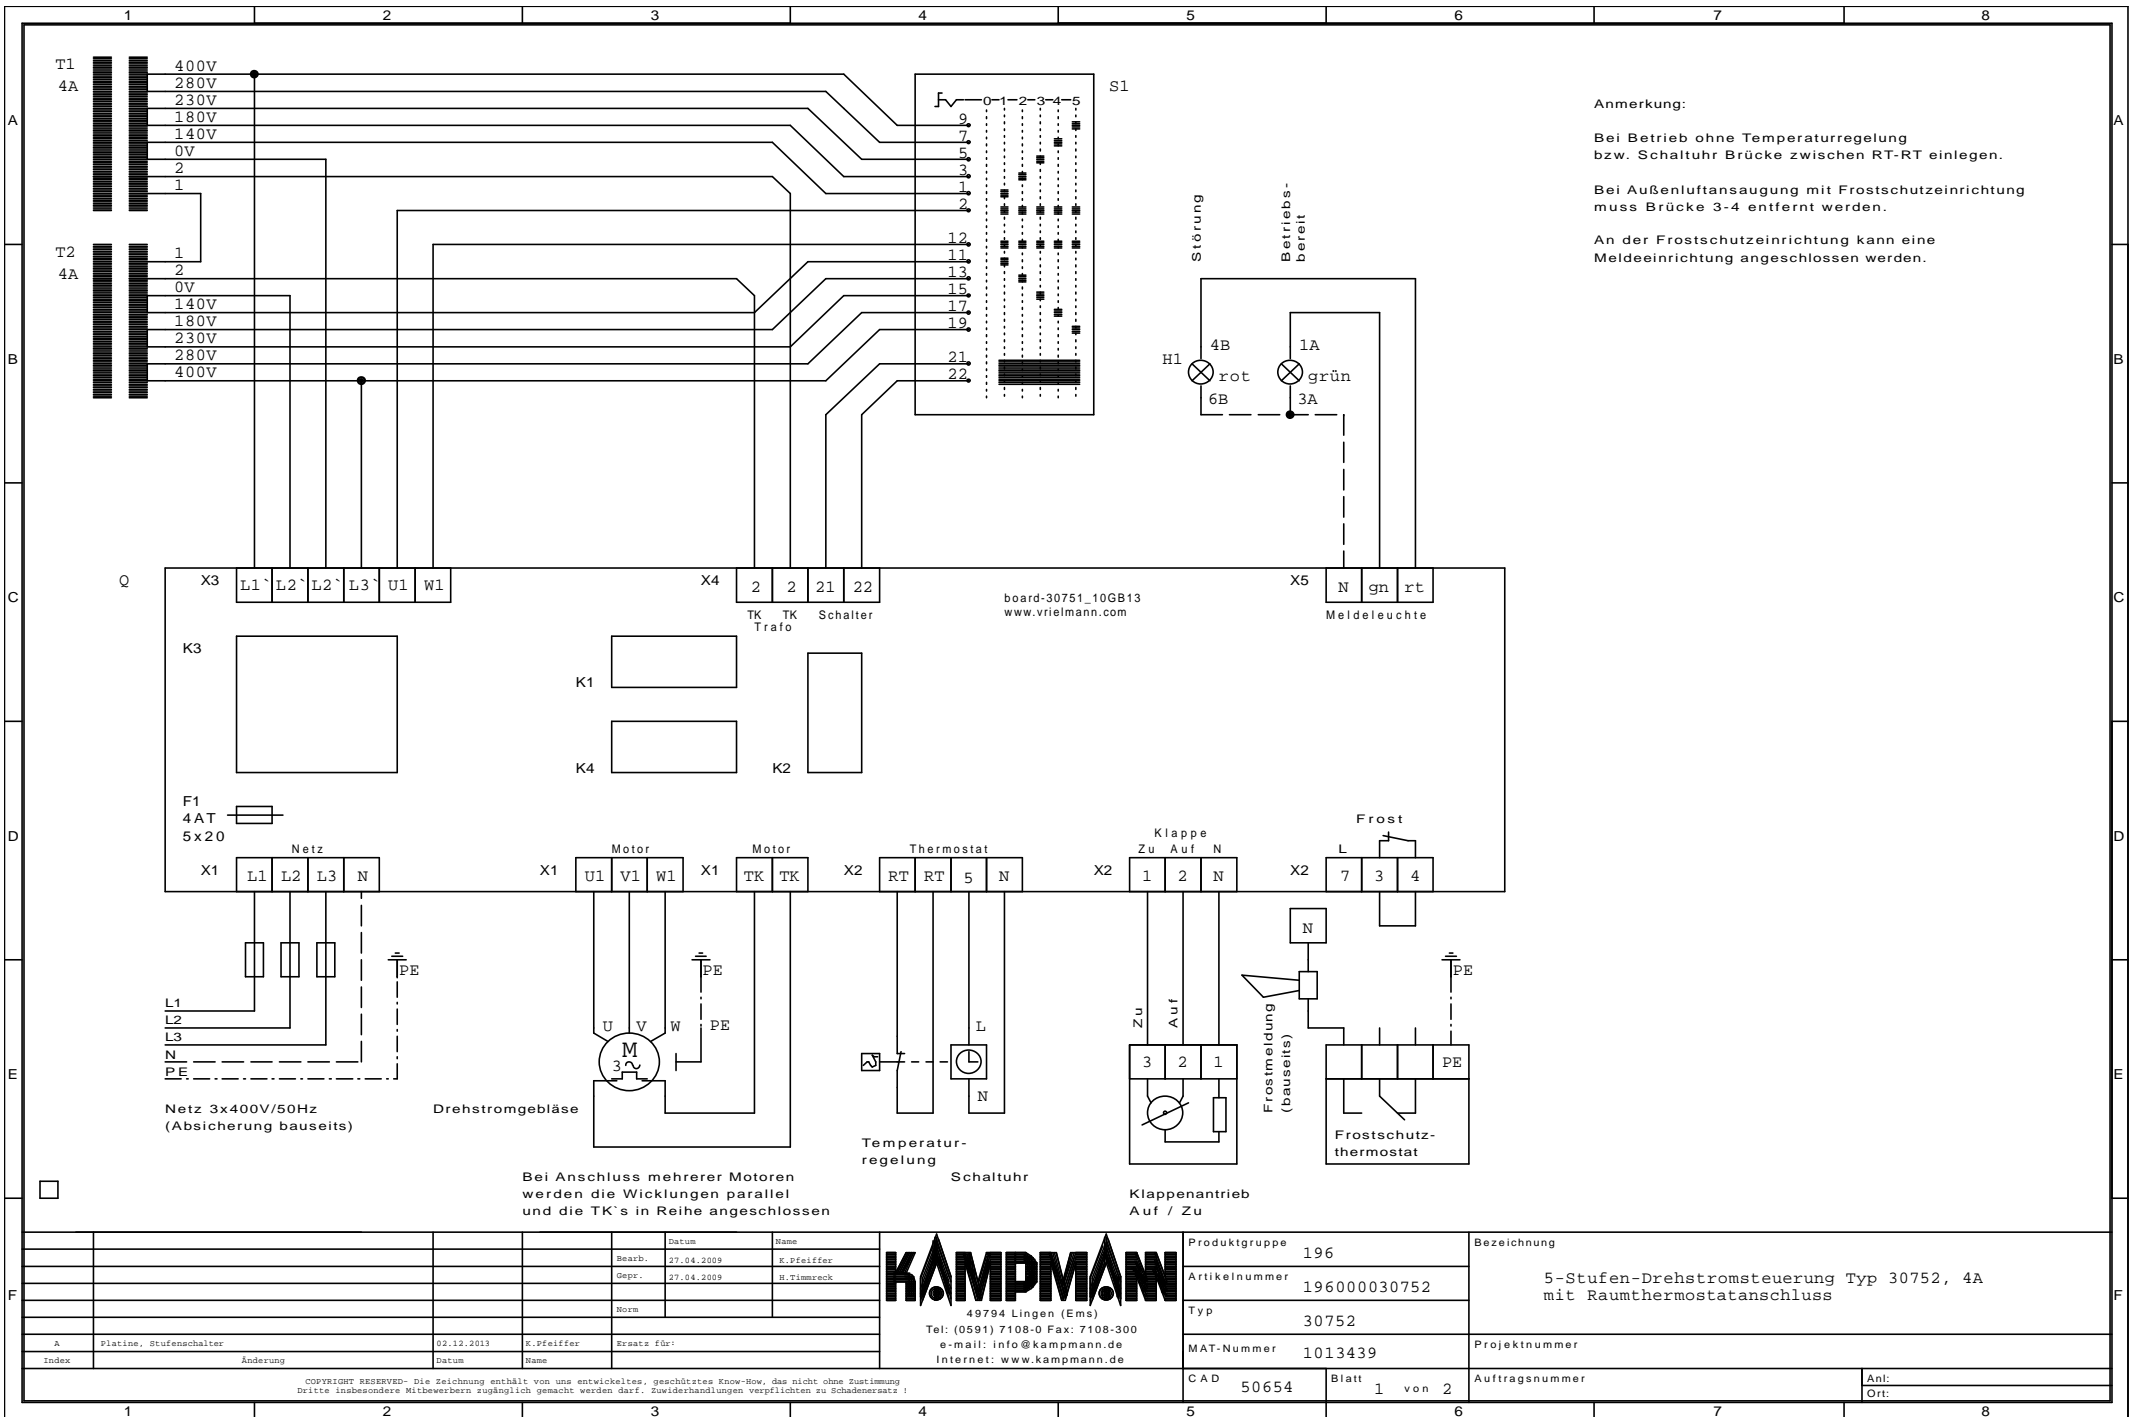 1 2 3 4 5 6 7 8
A
B
C
D
E
F
A
B
C
D
E
F
T1
4A
400V
280V
230V
180V
140V
0V
2
1
T2
4A
1
2
0V
140V
180V
230V
280V
400V
S1
0-1-2-3-4-5
9
7
5
3
1
2
12
11
13
15
17
19
21
22
Störung
Betriebs-
bereit
H1
4B
rot
6B
1A
grün
3A
Anmerkung:
Bei Betrieb ohne Temperaturregelung
bzw. Schaltuhr Brücke zwischen RT-RT einlegen.
Bei Außenluftansaugung mit Frostschutzeinrichtung
muss Brücke 3-4 entfernt werden.
An der Frostschutzeinrichtung kann eine
Meldeeinrichtung angeschlossen werden.
Q
X3 L1` L2` L2` L3` U1 W1
X4 2 2 21 22
TK TK Schalter
Trafo
board-30751_10GB13
www.vrielmann.com
X5 N gn rt
Meldeleuchte
K3
K1
K4
K2
F1
4AT
5x20
Netz
X1 L1 L2 L3 N
Motor
X1 U1 V1 W1
Motor
X1 TK TK
Thermostat
X2 RT RT 5 N
Klappe
Zu Auf N
X2 1 2 N
Frost
L
X2 7 3 4
L1
L2
L3
N
PE
PE
Netz 3x400V/50Hz
(Absicherung bauseits)
U V W
M
3~
PE
PE
Drehstromgebläse
Bei Anschluss mehrerer Motoren
werden die Wicklungen parallel
und die TK`s in Reihe angeschlossen
L
N
Temperatur-
regelung
Schaltuhr
Zu
Auf
3 2 1
Klappenantrieb
Auf / Zu
N
Frostmeldung
(bauseits)
PE
PE
Frostschutz-
thermostat
Datum Name
Bearb. 27.04.2009 K.Pfeiffer
Gepr. 27.04.2009 H.Timmreck
Norm
A Platine, Stufenschalter 02.12.2013 K.Pfeiffer Ersatz für:
Index Änderung Datum Name
COPYRIGHT RESERVED- Die Zeichnung enthält von uns entwickeltes, geschütztes Know-How, das nicht ohne Zustimmung
Dritte insbesondere Mitbewerbern zugänglich gemacht werden darf. Zuwiderhandlungen verpflichten zu Schadenersatz !
KAMPMANN
49794 Lingen (Ems)
Tel: (0591) 7108-0 Fax: 7108-300
e-mail: info@kampmann.de
Internet: www.kampmann.de
Produktgruppe 196
Artikelnummer 196000030752
Typ 30752
MAT-Nummer 1013439
CAD 50654 Blatt 1 von 2
Bezeichnung
5-Stufen-Drehstromsteuerung Typ 30752, 4A
mit Raumthermostatanschluss
Projektnummer
Auftragsnummer
Anl:
Ort:
1 2 3 4 5 6 7 8